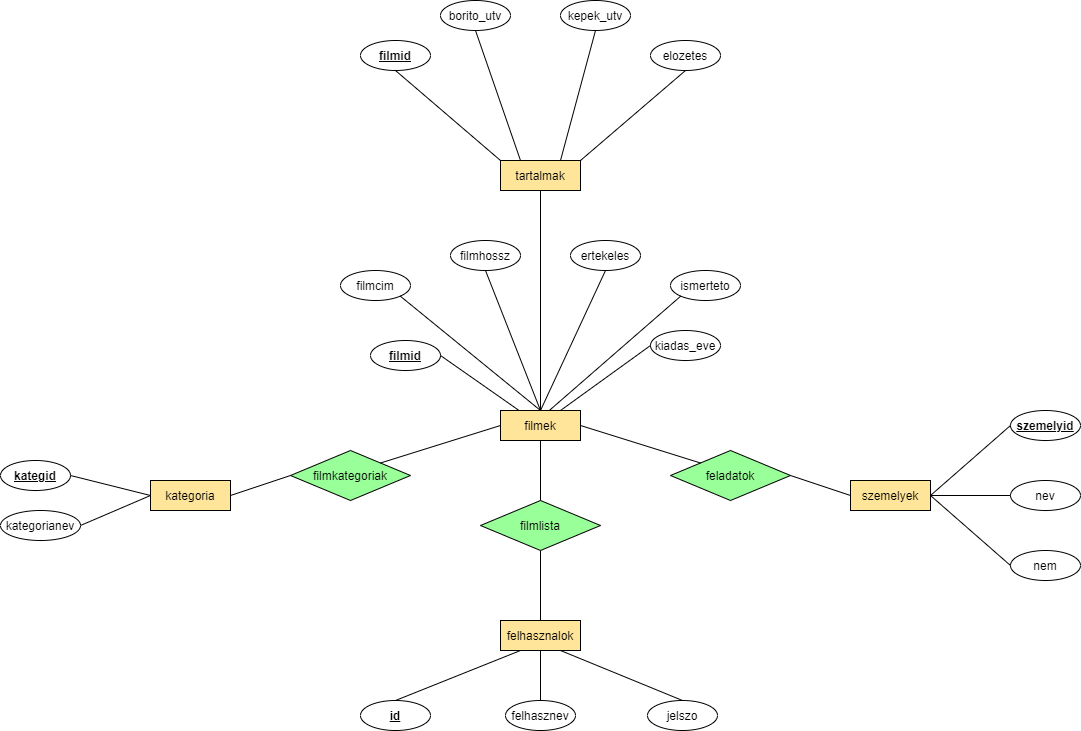 borito_utv
kepek_utv
filmid
elozetes
tartalmak
filmhossz
ertekeles
filmcim
ismerteto
filmid
kiadas_eve
filmek
szemelyid
kategid
filmkategoriak
feladatok
kategoria
szemelyek
nev
kategorianev
filmlista
nem
felhasznalok
id
felhasznev
jelszo